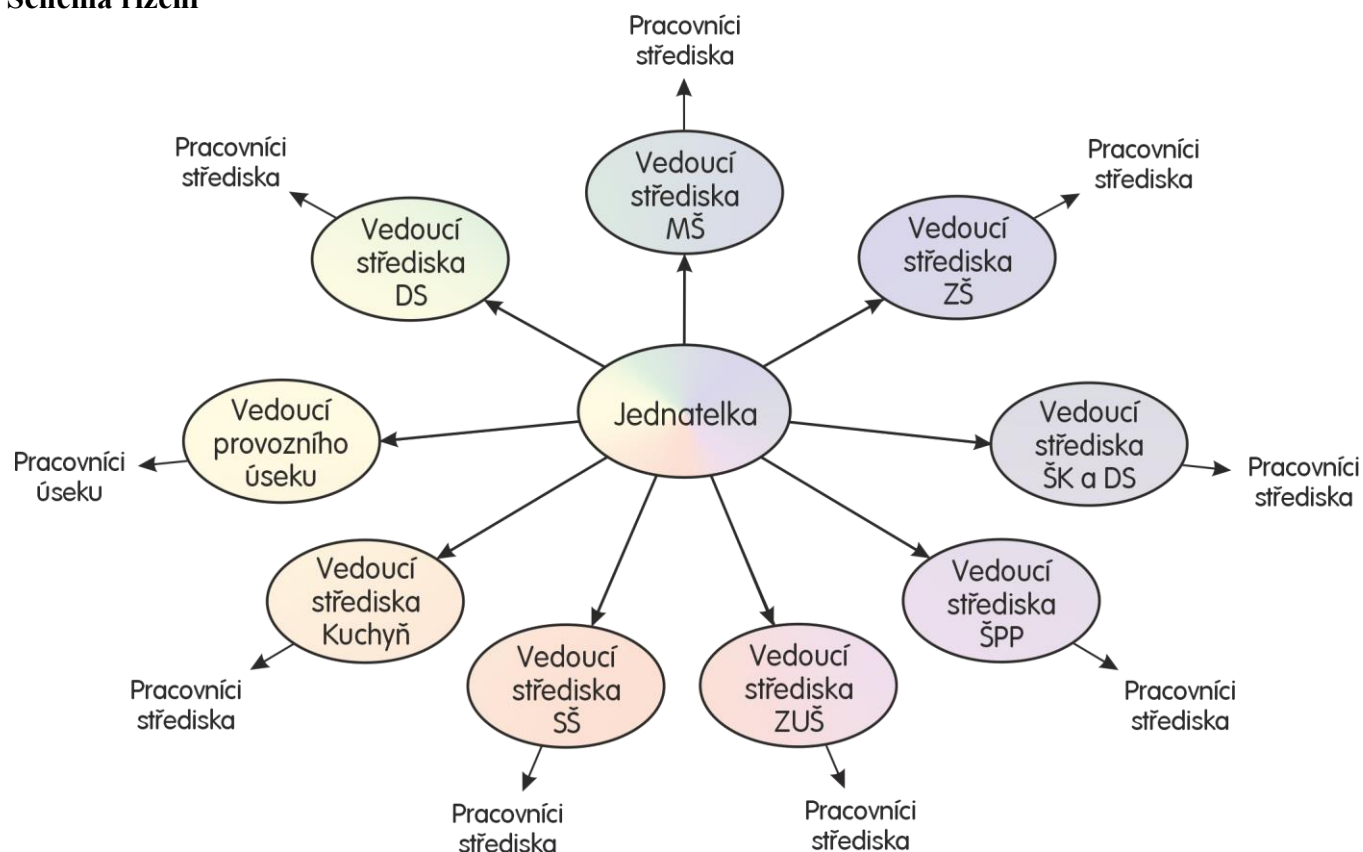 Schéma řízení
Pracovníci
střediska
Vedoucí
střediska
MŠ
Pracovníci
střediska
Vedoucí
střediska
DS
Pracovníci
střediska
Vedoucí
střediska
ZŠ
Jednatelka
Vedoucí
provozního
úseku
Pracovníci
úseku
Vedoucí
střediska
ŠK a DS
Pracovníci
střediska
Vedoucí
střediska
Kuchyň
Pracovníci
střediska
Vedoucí
střediska
SŠ
Pracovníci
střediska
Vedoucí
střediska
ZUŠ
Pracovníci
střediska
Vedoucí
střediska
ŠPP
Pracovníci
střediska